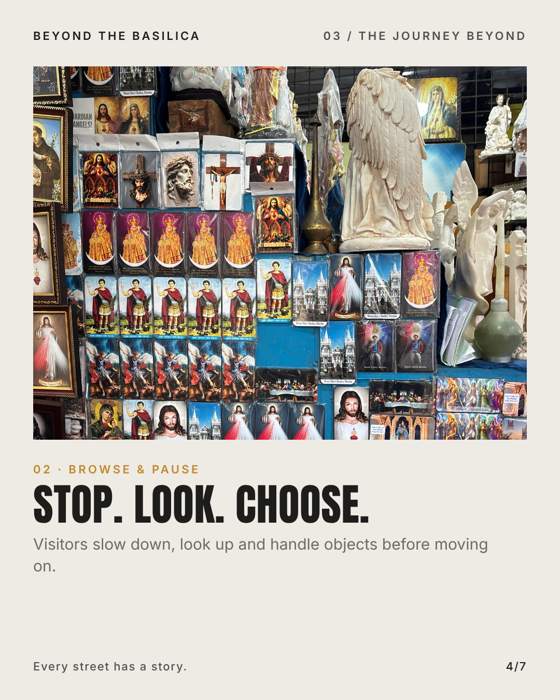 BEYOND THE BASILICA
03 / THE JOURNEY BEYOND
02 · BROWSE & PAUSE
STOP. LOOK. CHOOSE.
Visitors slow down, look up and handle objects before moving
on.
Every street has a story.
4/7